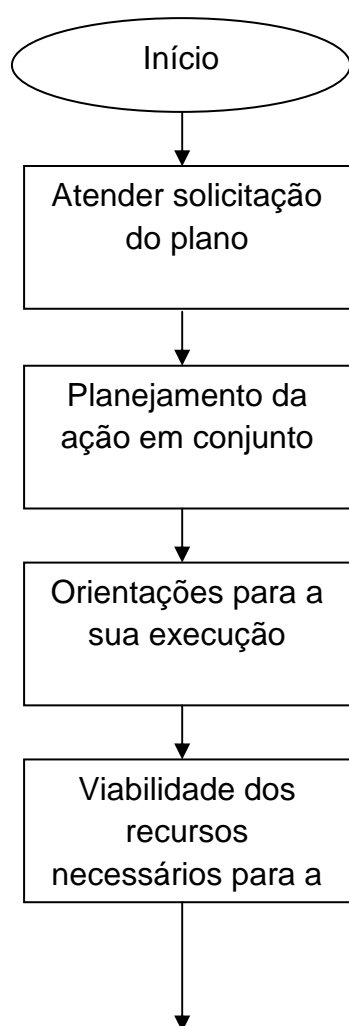 Início
Atender solicitação
do plano
Planejamento da
ação em conjunto
Orientações para a
sua execução
Viabilidade dos
recursos
necessários para a